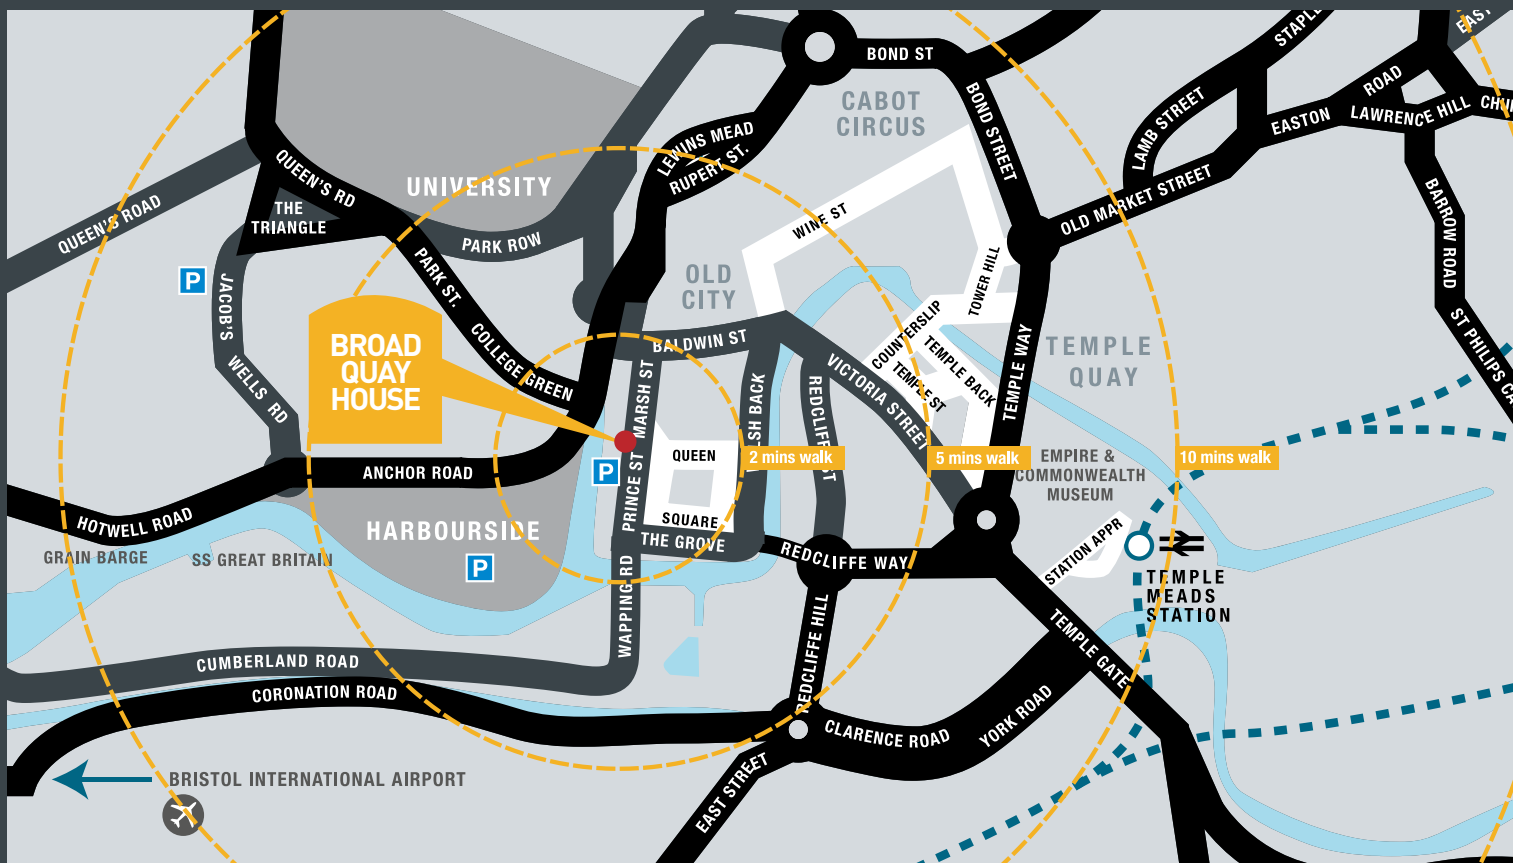 BOND ST
STAPLE
EAST
CABOT
CIRCUS
BOND STREET
LAMB STREET
EASTON
ROAD
LAWRENCE HILL
LEWINS MEAD
RUPERT ST.
QUEEN'S RD
UNIVERSITY
THE
TRIANGLE
QUEEN'S ROAD
PARK ROW
PARK ST.
WINE ST
OLD MARKET STREET
BARROW ROAD
P
JACOB'S
WELLS RD
OLD
CITY
TOWER HILL
COUNTERSLIP
TEMPLE BACK
TEMPLE ST
TEMPLE WAY
TEMPLE
QUAY
ST PHILIPS
BROAD
QUAY
HOUSE
COLLEGE GREEN
BALDWIN ST
MARSH ST
REDCLIFF ST
VICTORIA STREET
QUEEN
SQUARE
2 mins walk
5 mins walk
10 mins walk
EMPIRE &
COMMONWEALTH
MUSEUM
ANCHOR ROAD
P
PRINCE ST
HOTWELL ROAD
HARBOURSIDE
THE GROVE
REDCLIFFE WAY
GRAIN BARGE
SS GREAT BRITAIN
P
WAPPING RD
STATION APPR
TEMPLE
MEADS
STATION
REDCLIFFE HILL
TEMPLE GATE
CUMBERLAND ROAD
CORONATION ROAD
CLARENCE ROAD
YORK ROAD
EAST STREET
BRISTOL INTERNATIONAL AIRPORT